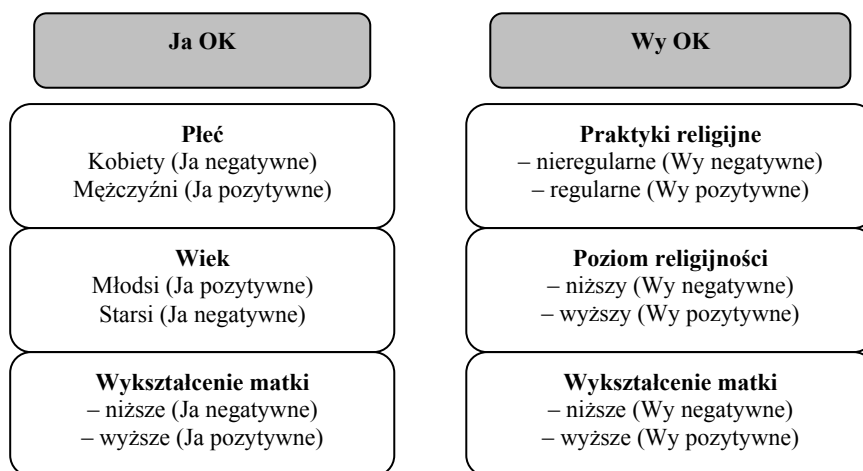 Ja OK
Płeć
Kobiety (Ja negatywne)
Mężczyźni (Ja pozytywne)
Wiek
Młodsi (Ja pozytywne)
Starsi (Ja negatywne)
Wykształcenie matki
– niższe (Ja negatywne)
– wyższe (Ja pozytywne)
Wy OK
Praktyki religijne
– nieregularne (Wy negatywne)
– regularne (Wy pozytywne)
Poziom religijności
– niższy (Wy negatywne)
– wyższy (Wy pozytywne)
Wykształcenie matki
– niższe (Wy negatywne)
– wyższe (Wy pozytywne)